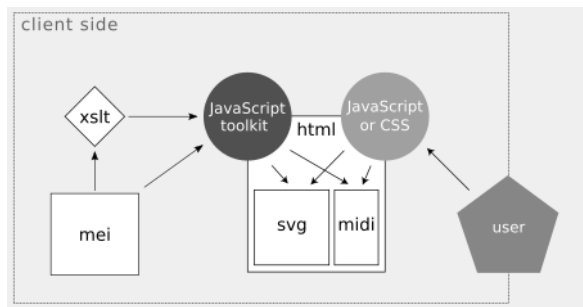 client side
JavaScript
toolkit
JavaScript
or CSS
xslt
html
mei
svg
midi
user